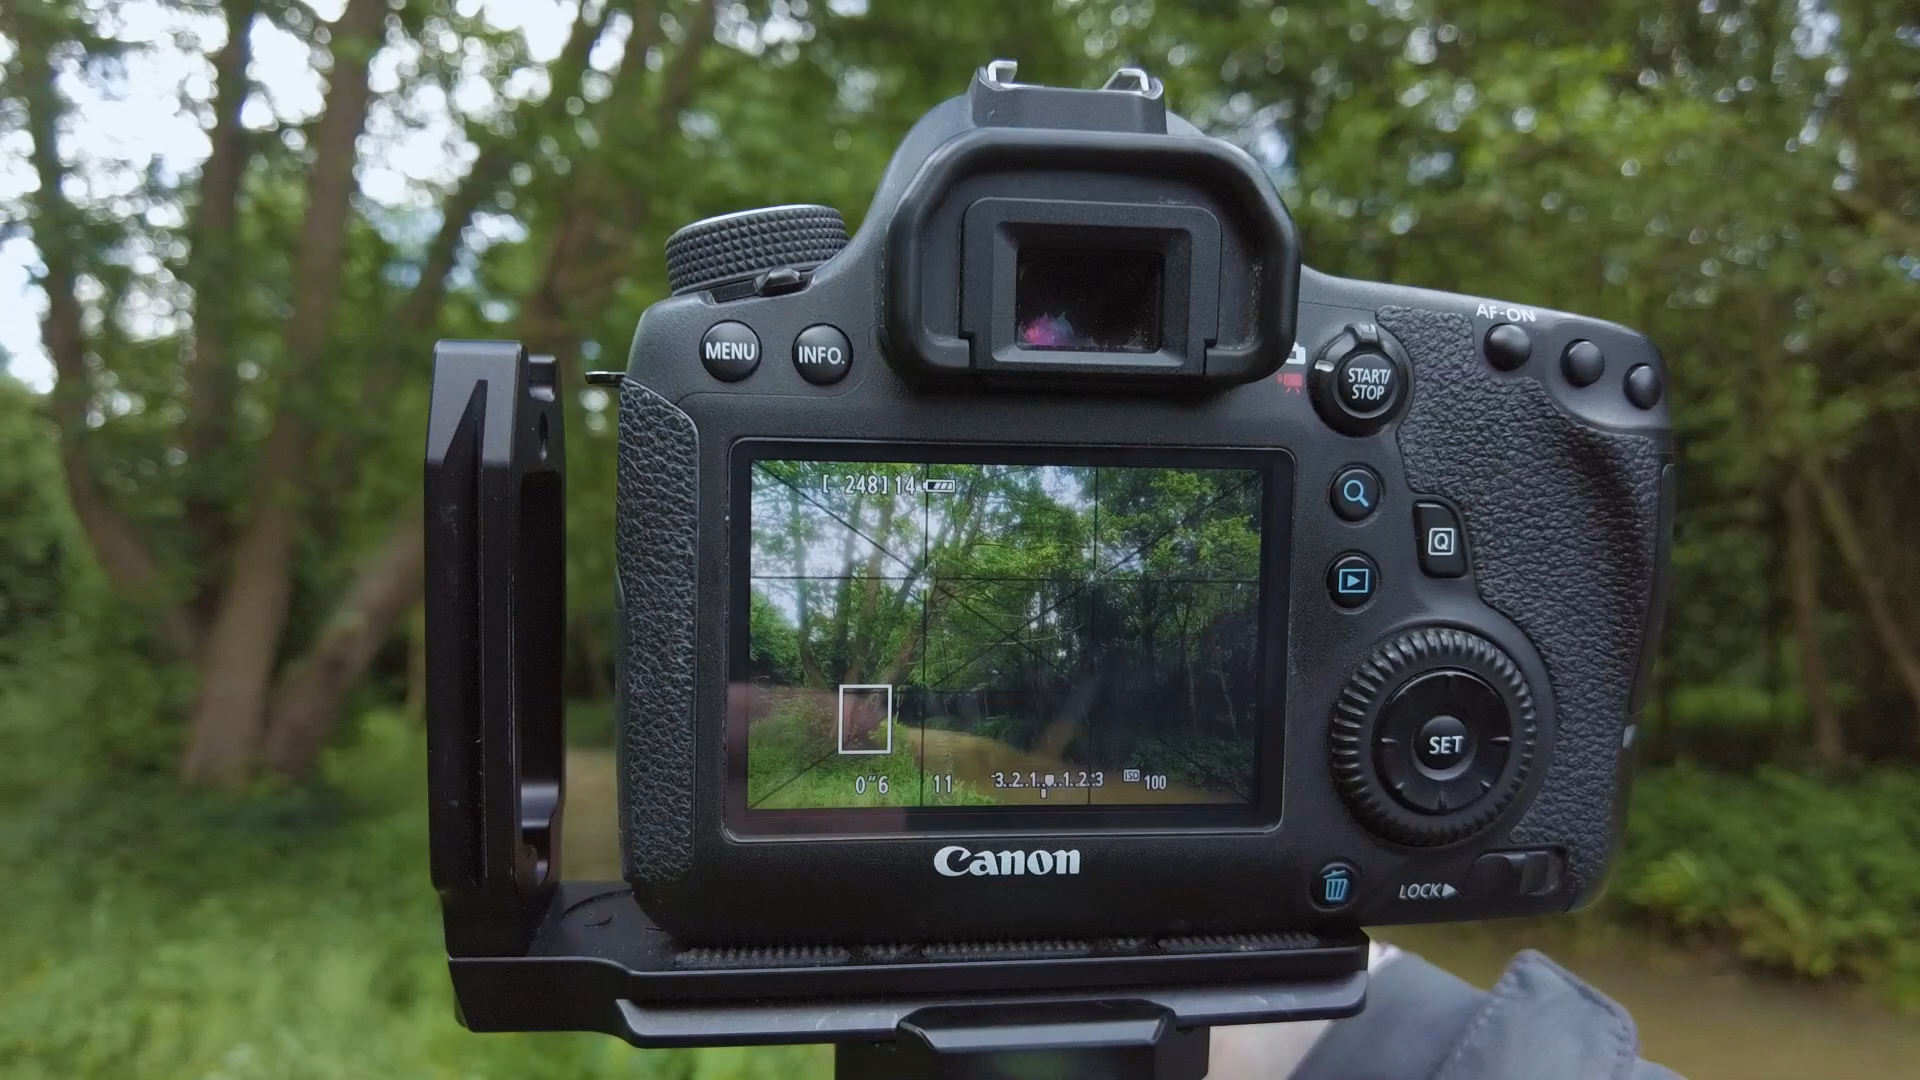 AF-ON
MENU
INFO.
START/
STOP
[ 248] 14
Q
SET
0"6 11 -3..2..1..0..1..2..3 ISO 100
Canon
LOCK